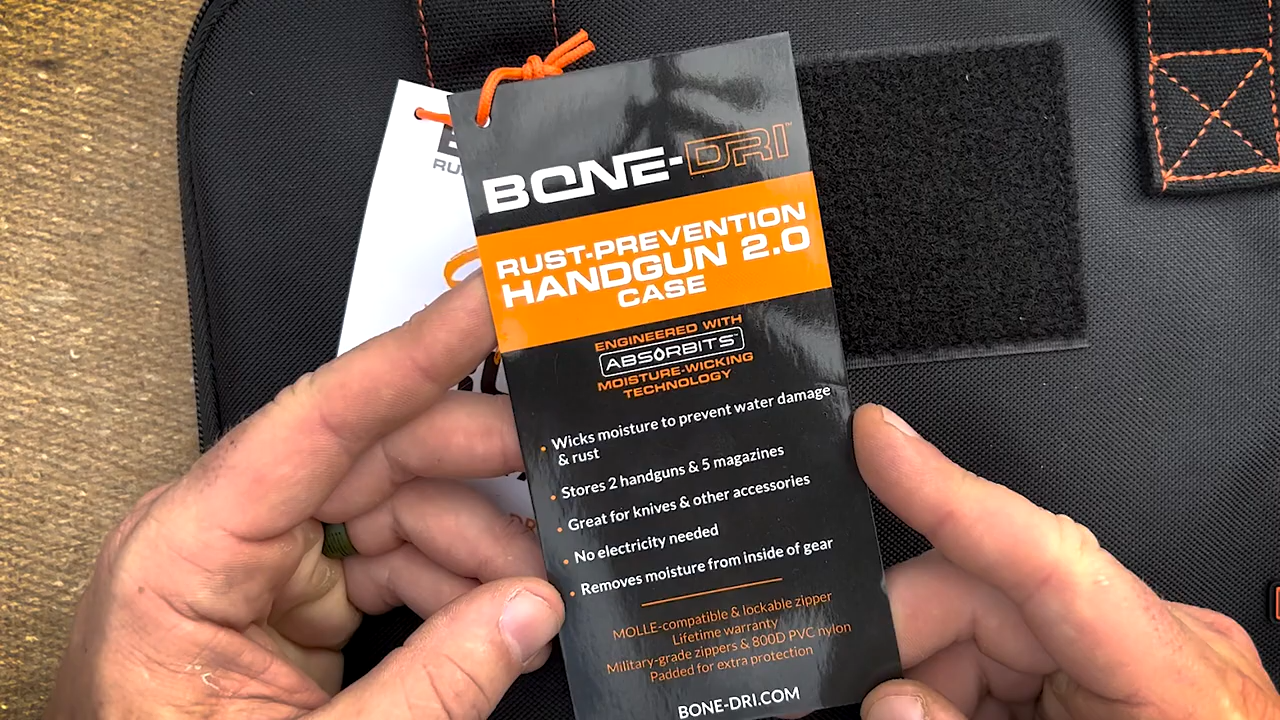 BONE-DRI™
RUST-PREVENTION
HANDGUN 2.0
CASE
ENGINEERED WITH
ABSORBITS™
MOISTURE-WICKING
TECHNOLOGY
• Wicks moisture to prevent water damage
& rust
• Stores 2 handguns & 5 magazines
• Great for knives & other accessories
• No electricity needed
• Removes moisture from inside of gear
MOLLE-compatible & lockable zipper
Lifetime warranty
Military-grade zippers & 800D PVC nylon
Padded for extra protection
BONE-DRI.COM